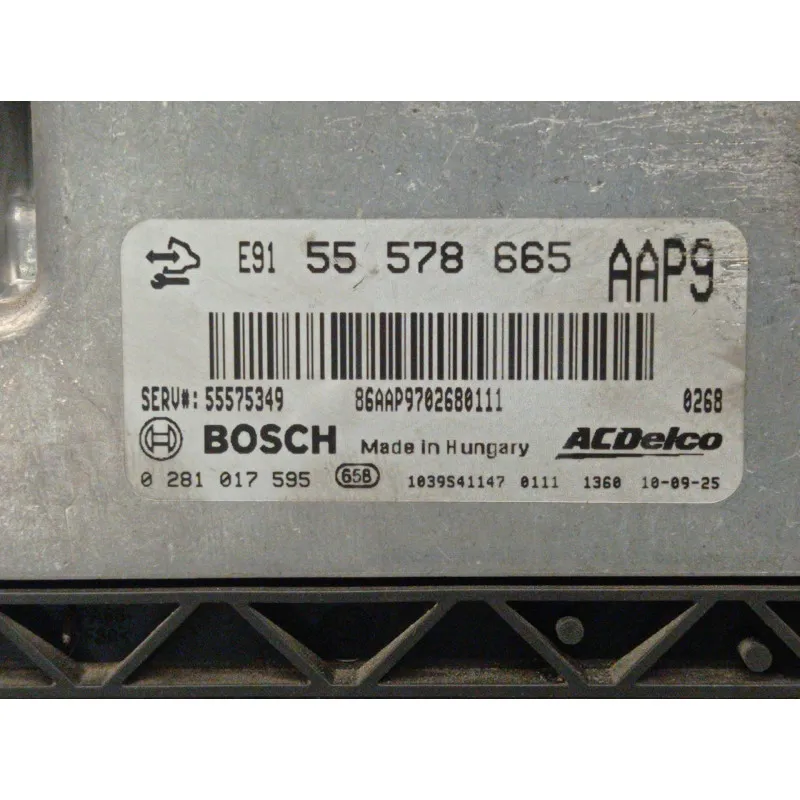 E91 55 578 665 AAP9
SERV#: 55575349 86AAP9702680111 0268
BOSCH Made in Hungary ACDelco
0 281 017 595 65B 1039S41147 0111 1360 10-09-25